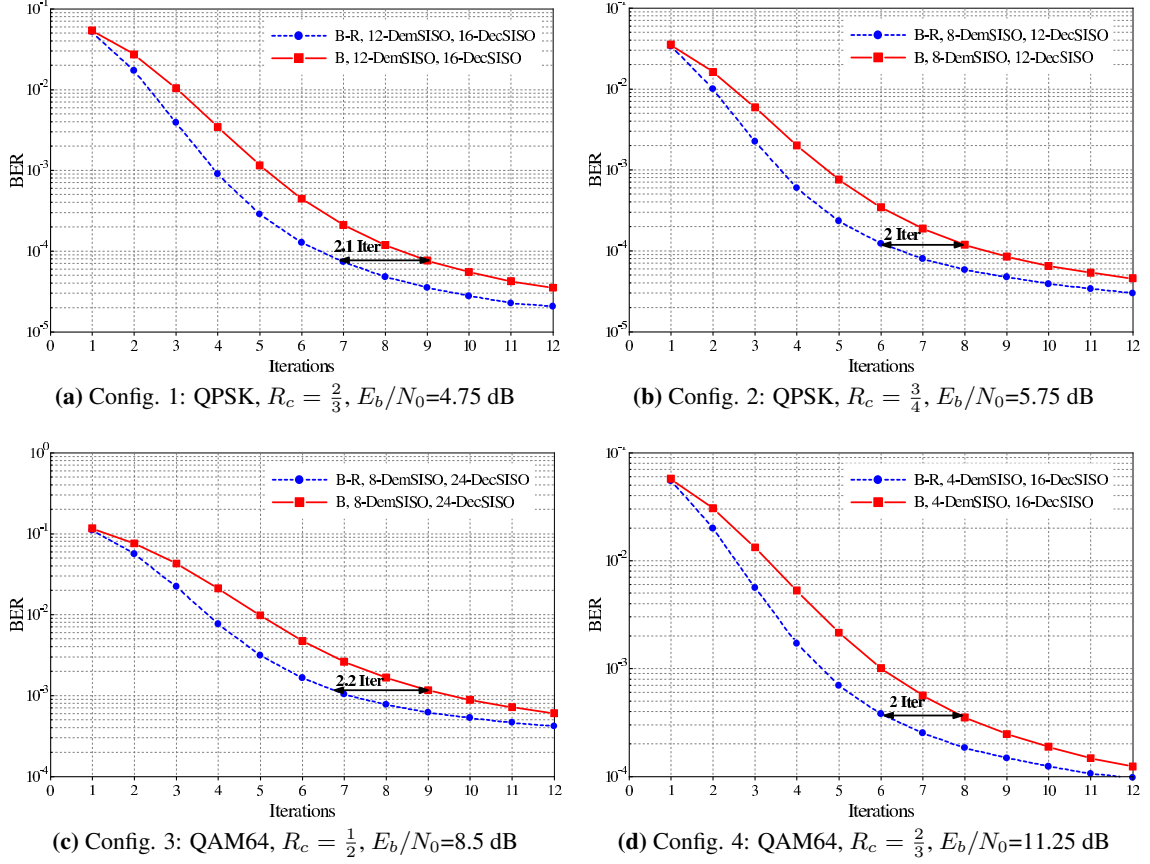 10^-1
10^-2
10^-3
10^-4
10^-5
BER
B-R, 12-DemSISO, 16-DecSISO
B, 12-DemSISO, 16-DecSISO
2.1 Iter
0 1 2 3 4 5 6 7 8 9 10 11 12
Iterations
(a) Config. 1: QPSK, R_c = 2/3, E_b/N_0=4.75 dB
10^-1
10^-2
10^-3
10^-4
10^-5
BER
B-R, 8-DemSISO, 12-DecSISO
B, 8-DemSISO, 12-DecSISO
2 Iter
0 1 2 3 4 5 6 7 8 9 10 11 12
Iterations
(b) Config. 2: QPSK, R_c = 3/4, E_b/N_0=5.75 dB
10^0
10^-1
10^-2
10^-3
10^-4
BER
B-R, 8-DemSISO, 24-DecSISO
B, 8-DemSISO, 24-DecSISO
2.2 Iter
0 1 2 3 4 5 6 7 8 9 10 11 12
Iterations
(c) Config. 3: QAM64, R_c = 1/2, E_b/N_0=8.5 dB
10^-1
10^-2
10^-3
10^-4
BER
B-R, 4-DemSISO, 16-DecSISO
B, 4-DemSISO, 16-DecSISO
2 Iter
0 1 2 3 4 5 6 7 8 9 10 11 12
Iterations
(d) Config. 4: QAM64, R_c = 2/3, E_b/N_0=11.25 dB